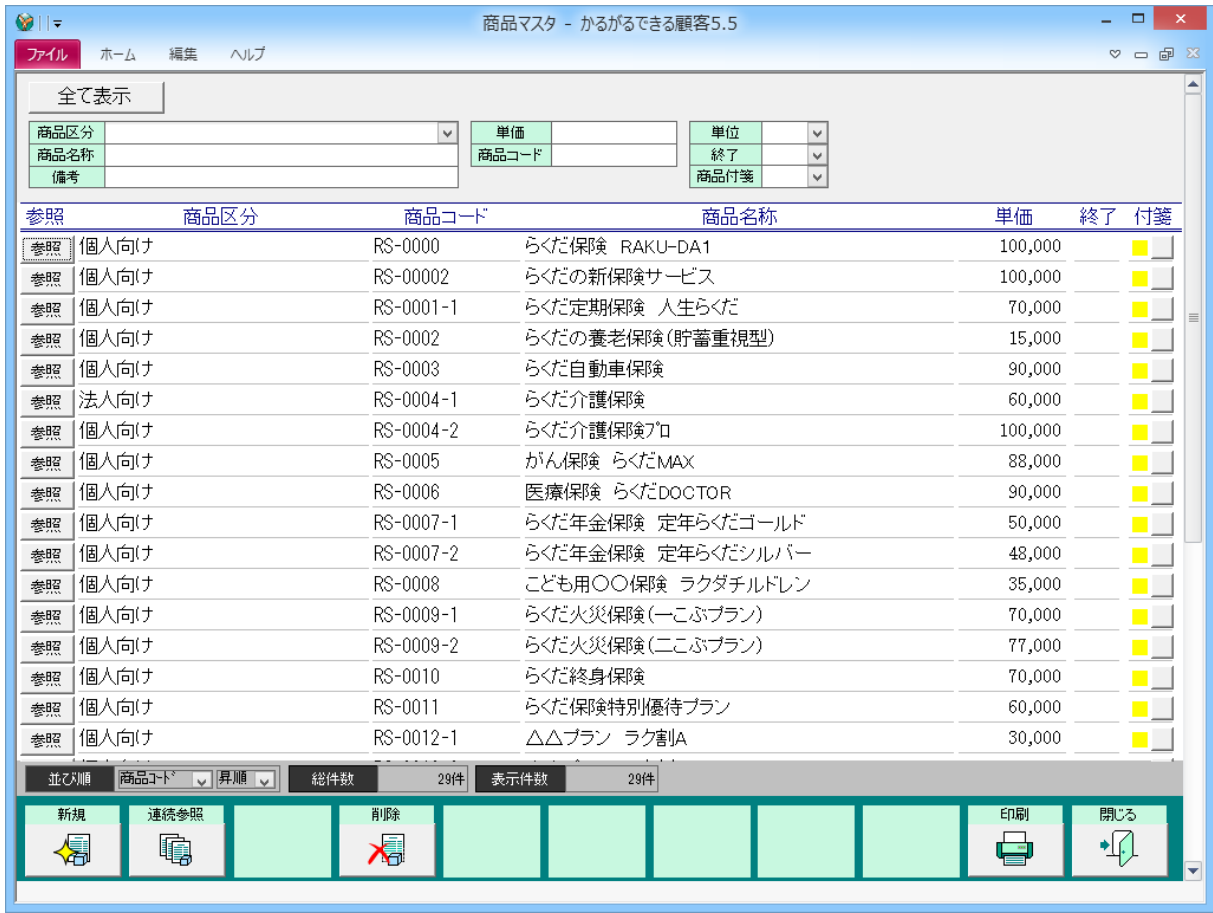 商品マスタ - かるがるできる顧客5.5
ファイル ホーム 編集 ヘルプ
全て表示
商品区分 単価 単位
商品名称 商品コード 終了
備考 商品付箋
参照 商品区分 商品コード 商品名称 単価 終了 付箋
参照 個人向け RS-0000 らくだ保険 RAKU-DA1 100,000
参照 個人向け RS-00002 らくだの新保険サービス 100,000
参照 個人向け RS-0001-1 らくだ定期保険 人生らくだ 70,000
参照 個人向け RS-0002 らくだの養老保険(貯蓄重視型) 15,000
参照 個人向け RS-0003 らくだ自動車保険 90,000
参照 法人向け RS-0004-1 らくだ介護保険 60,000
参照 個人向け RS-0004-2 らくだ介護保険プロ 100,000
参照 個人向け RS-0005 がん保険 らくだMAX 88,000
参照 個人向け RS-0006 医療保険 らくだDOCTOR 90,000
参照 個人向け RS-0007-1 らくだ年金保険 定年らくだゴールド 50,000
参照 個人向け RS-0007-2 らくだ年金保険 定年らくだシルバー 48,000
参照 個人向け RS-0008 こども用〇〇保険 ラクダチルドレン 35,000
参照 個人向け RS-0009-1 らくだ火災保険(一こぶプラン) 70,000
参照 個人向け RS-0009-2 らくだ火災保険(二こぶプラン) 77,000
参照 個人向け RS-0010 らくだ終身保険 70,000
参照 個人向け RS-0011 らくだ保険特別優待プラン 60,000
参照 個人向け RS-0012-1 △△プラン ラク割A 30,000
並び順 商品コード 昇順 総件数 29件 表示件数 29件
新規 連続参照 削除 印刷 閉じる